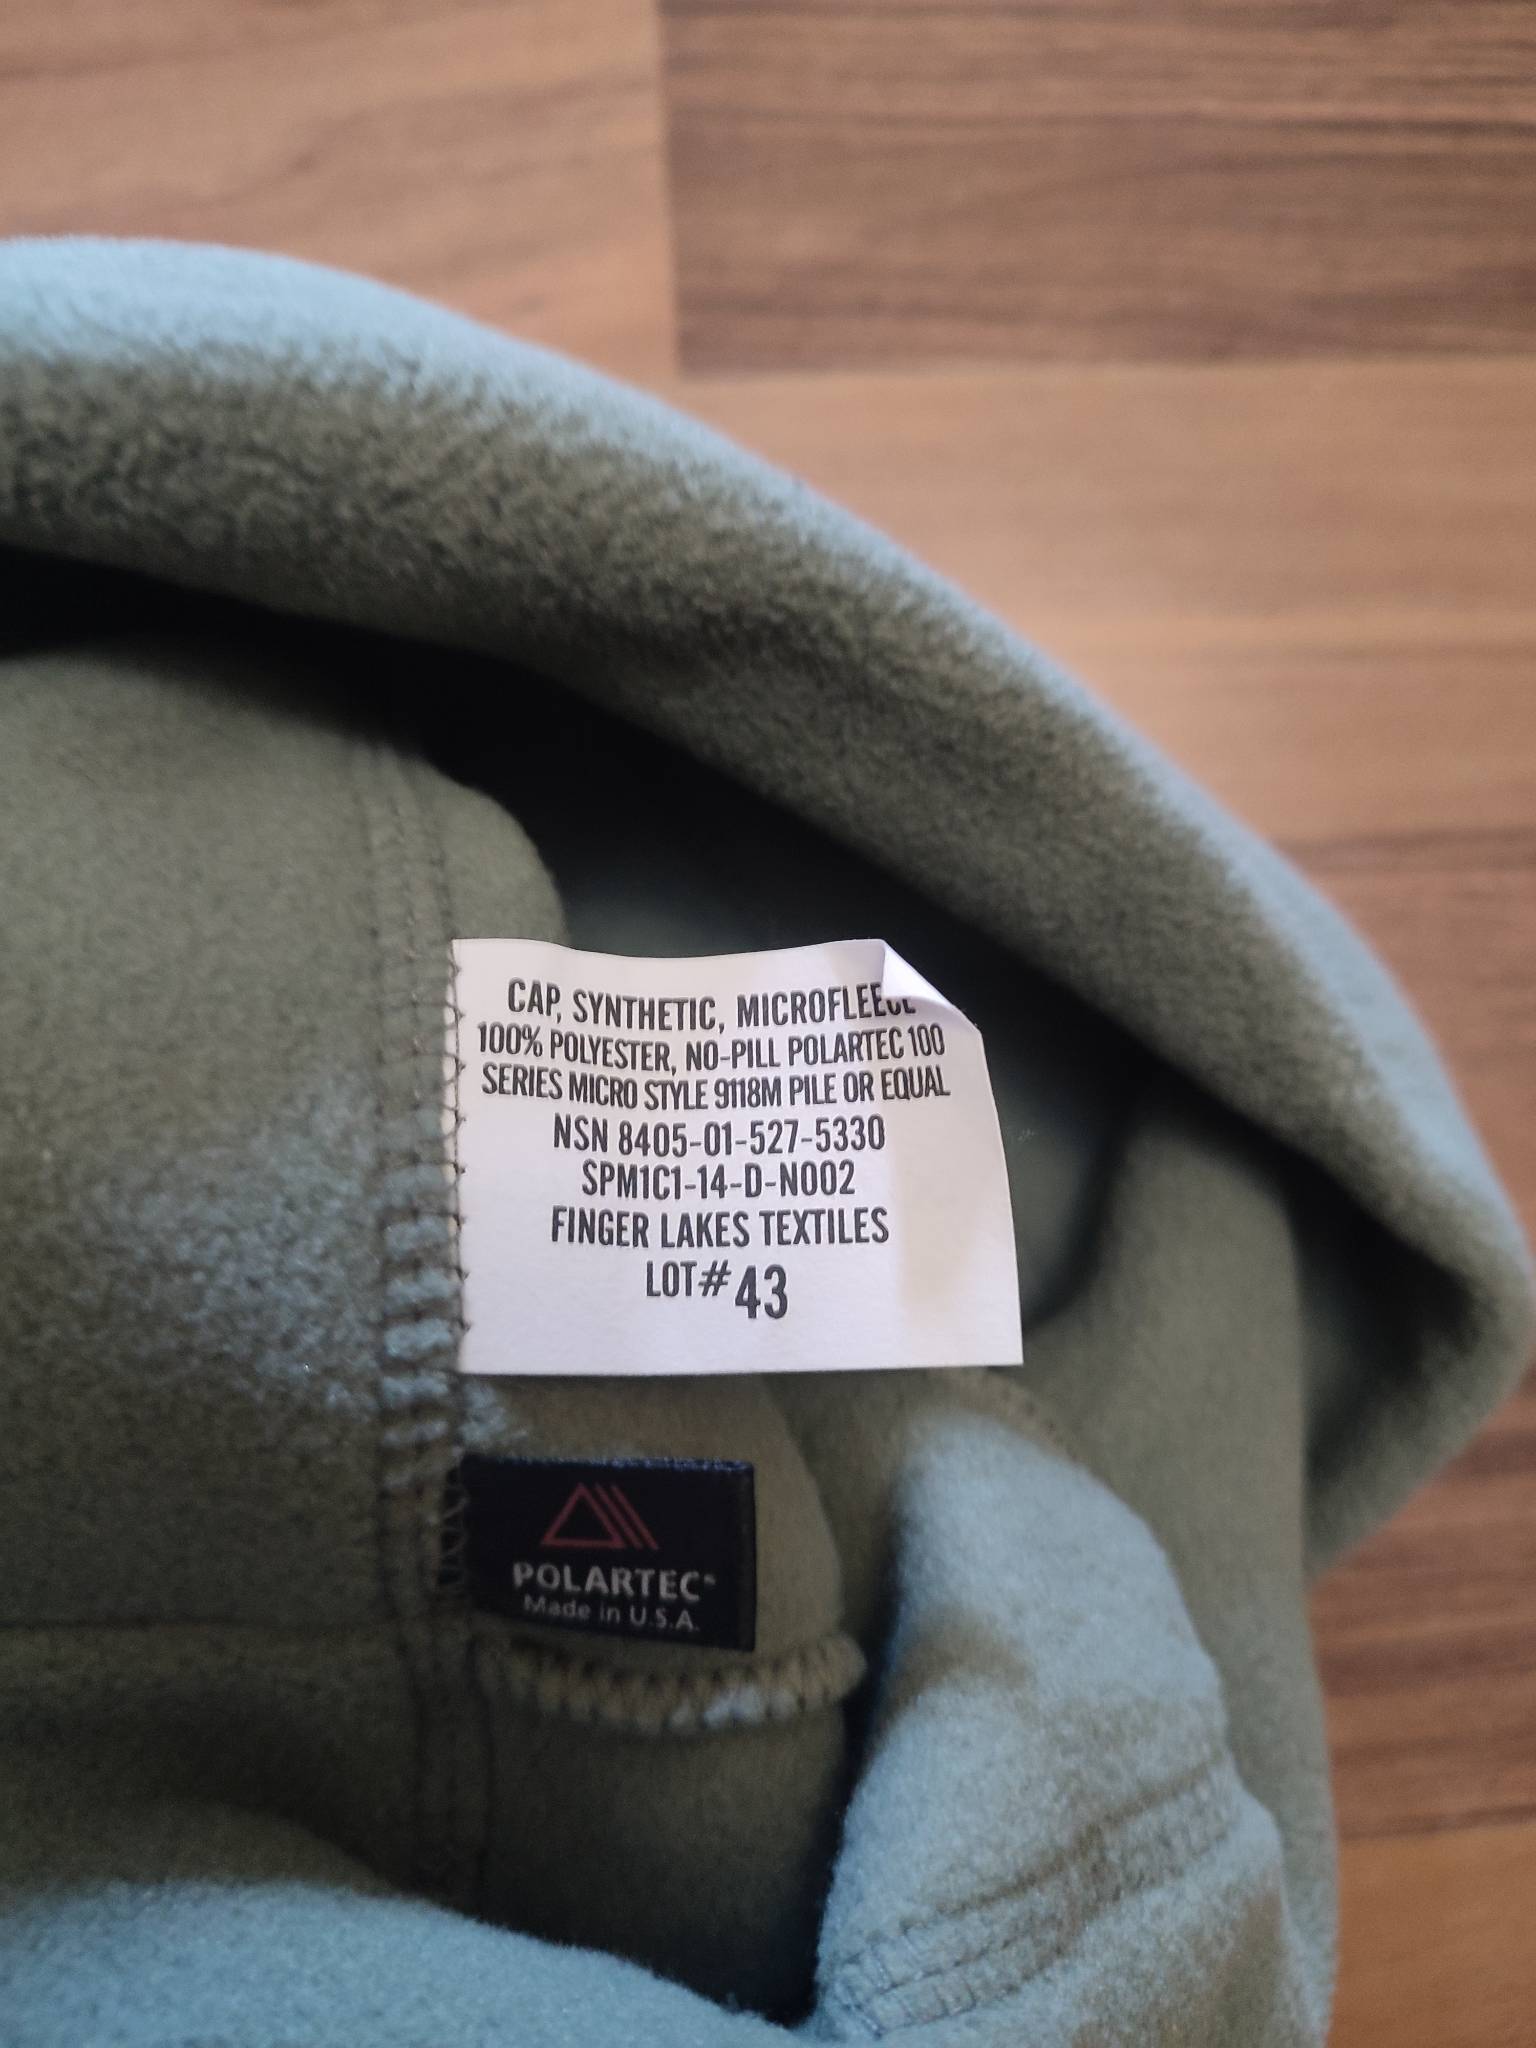 CAP, SYNTHETIC, MICROFLEECE
100% POLYESTER, NO-PILL POLARTEC 100
SERIES MICRO STYLE 9118M PILE OR EQUAL
NSN 8405-01-527-5330
SPM1C1-14-D-N002
FINGER LAKES TEXTILES
LOT# 43
POLARTEC
Made in U.S.A.